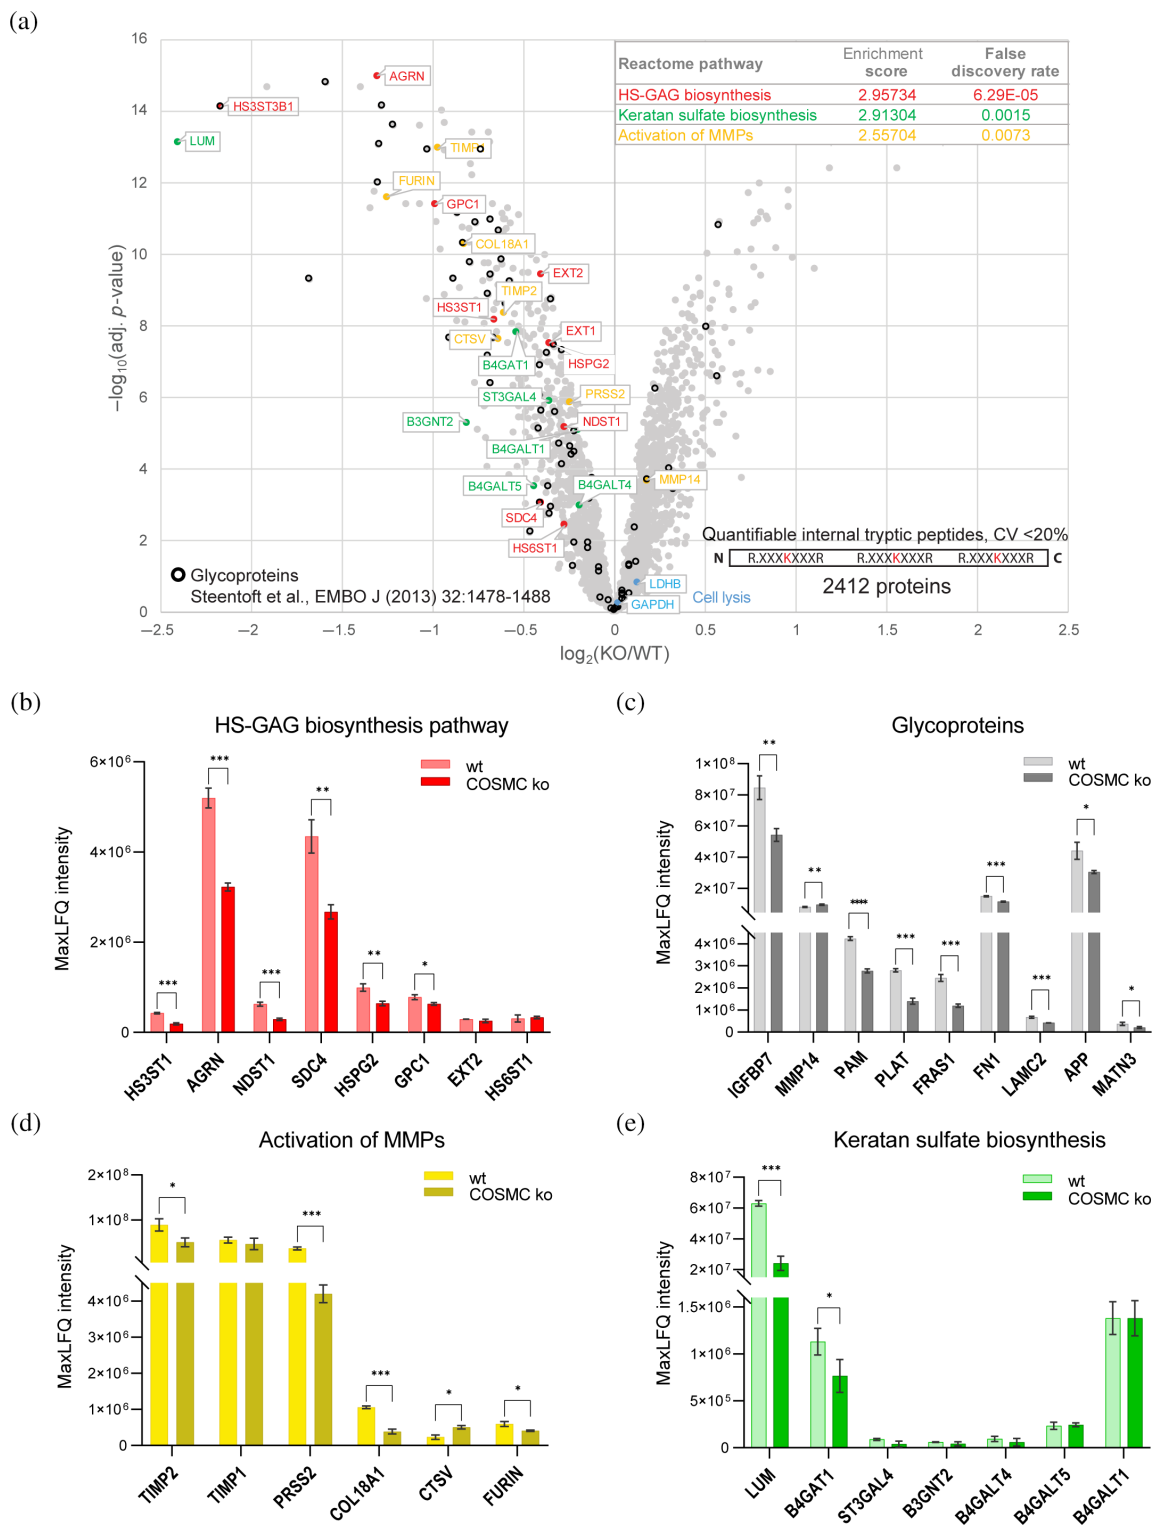 (a)
Reactome pathway Enrichment score False discovery rate
HS-GAG biosynthesis 2.95734 6.29E-05
Keratan sulfate biosynthesis 2.91304 0.0015
Activation of MMPs 2.55704 0.0073
16
14
12
10
8
6
4
2
0
−log10(adj. p-value)
AGRN
HS3ST3B1
LUM
TIMP1
FURIN
GPC1
COL18A1
EXT2
TIMP2
HS3ST1
EXT1
CTSV
B4GAT1
HSPG2
ST3GAL4
PRSS2
B3GNT2
NDST1
B4GALT1
B4GALT5
B4GALT4
MMP14
SDC4
HS6ST1
LDHB
GAPDH
Cell lysis
Quantifiable internal tryptic peptides, CV <20%
N R.XXXKXXXR R.XXXKXXXR R.XXXKXXXR C
2412 proteins
Glycoproteins
Steentoft et al., EMBO J (2013) 32:1478-1488
−2.5 −2 −1.5 −1 −0.5 0 0.5 1 1.5 2 2.5
log2(KO/WT)
(b)
HS-GAG biosynthesis pathway
wt
COSMC ko
MaxLFQ intensity
6×10⁶
4×10⁶
2×10⁶
0
*** *** *** ** ** *
HS3ST1 AGRN NDST1 SDC4 HSPG2 GPC1 EXT2 HS6ST1
(c)
Glycoproteins
wt
COSMC ko
MaxLFQ intensity
1×10⁸
8×10⁷
6×10⁷
4×10⁷
2×10⁷
4×10⁶
3×10⁶
2×10⁶
1×10⁶
0
** ** **** *** *** *** *** * *
IGFBP7 MMP14 PAM PLAT FRAS1 FN1 LAMC2 APP MATN3
(d)
Activation of MMPs
wt
COSMC ko
MaxLFQ intensity
2×10⁸
1×10⁸
4×10⁶
3×10⁶
2×10⁶
1×10⁶
0
* *** *** * *
TIMP2 TIMP1 PRSS2 COL18A1 CTSV FURIN
(e)
Keratan sulfate biosynthesis
wt
COSMC ko
MaxLFQ intensity
8×10⁷
6×10⁷
4×10⁷
2×10⁷
1.5×10⁶
1×10⁶
5×10⁵
0
*** *
LUM B4GAT1 ST3GAL4 B3GNT2 B4GALT4 B4GALT5 B4GALT1